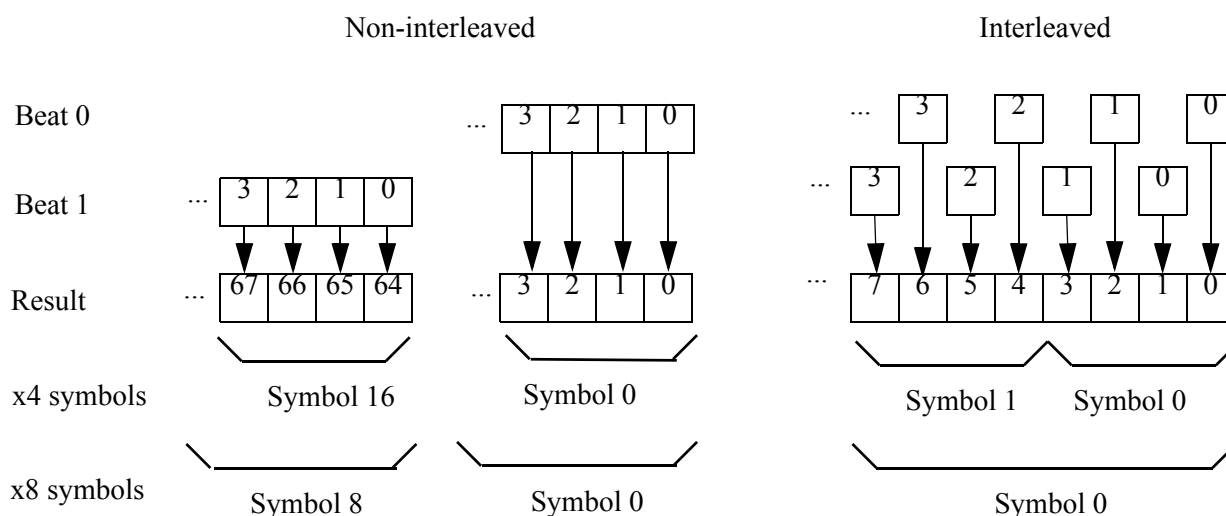 Non-interleaved Interleaved
Beat 0 ... 3 2 1 0 ... 3 2 1 0
Beat 1 ... 3 2 1 0 ... 3 2 1 0
Result ... 67 66 65 64 ... 3 2 1 0 ... 7 6 5 4 3 2 1 0
x4 symbols Symbol 16 Symbol 0 Symbol 1 Symbol 0
x8 symbols Symbol 8 Symbol 0 Symbol 0